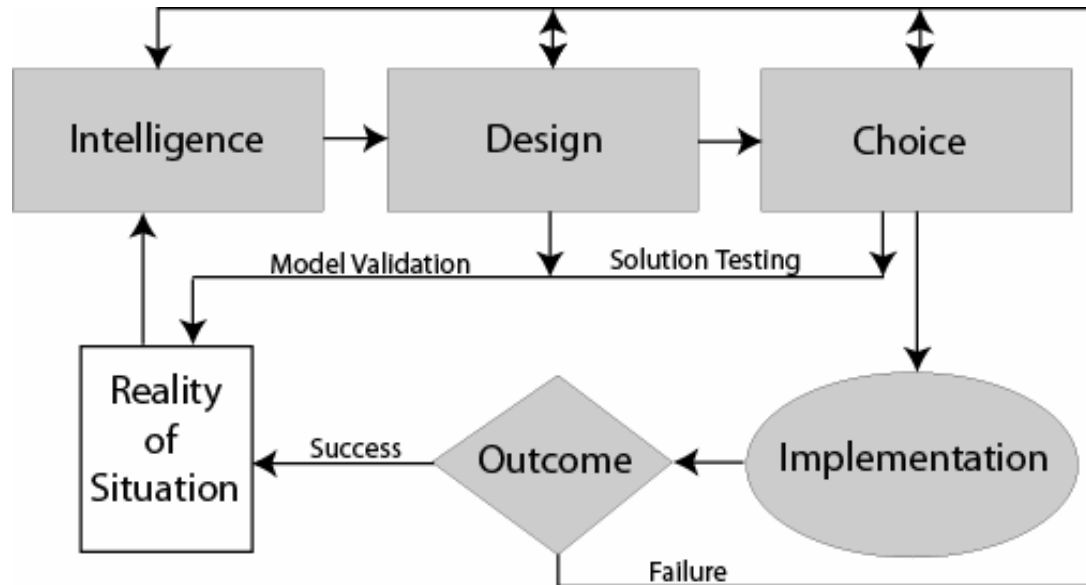 Intelligence
Design
Choice
Model Validation
Solution Testing
Reality
of
Situation
Success
Outcome
Implementation
Failure